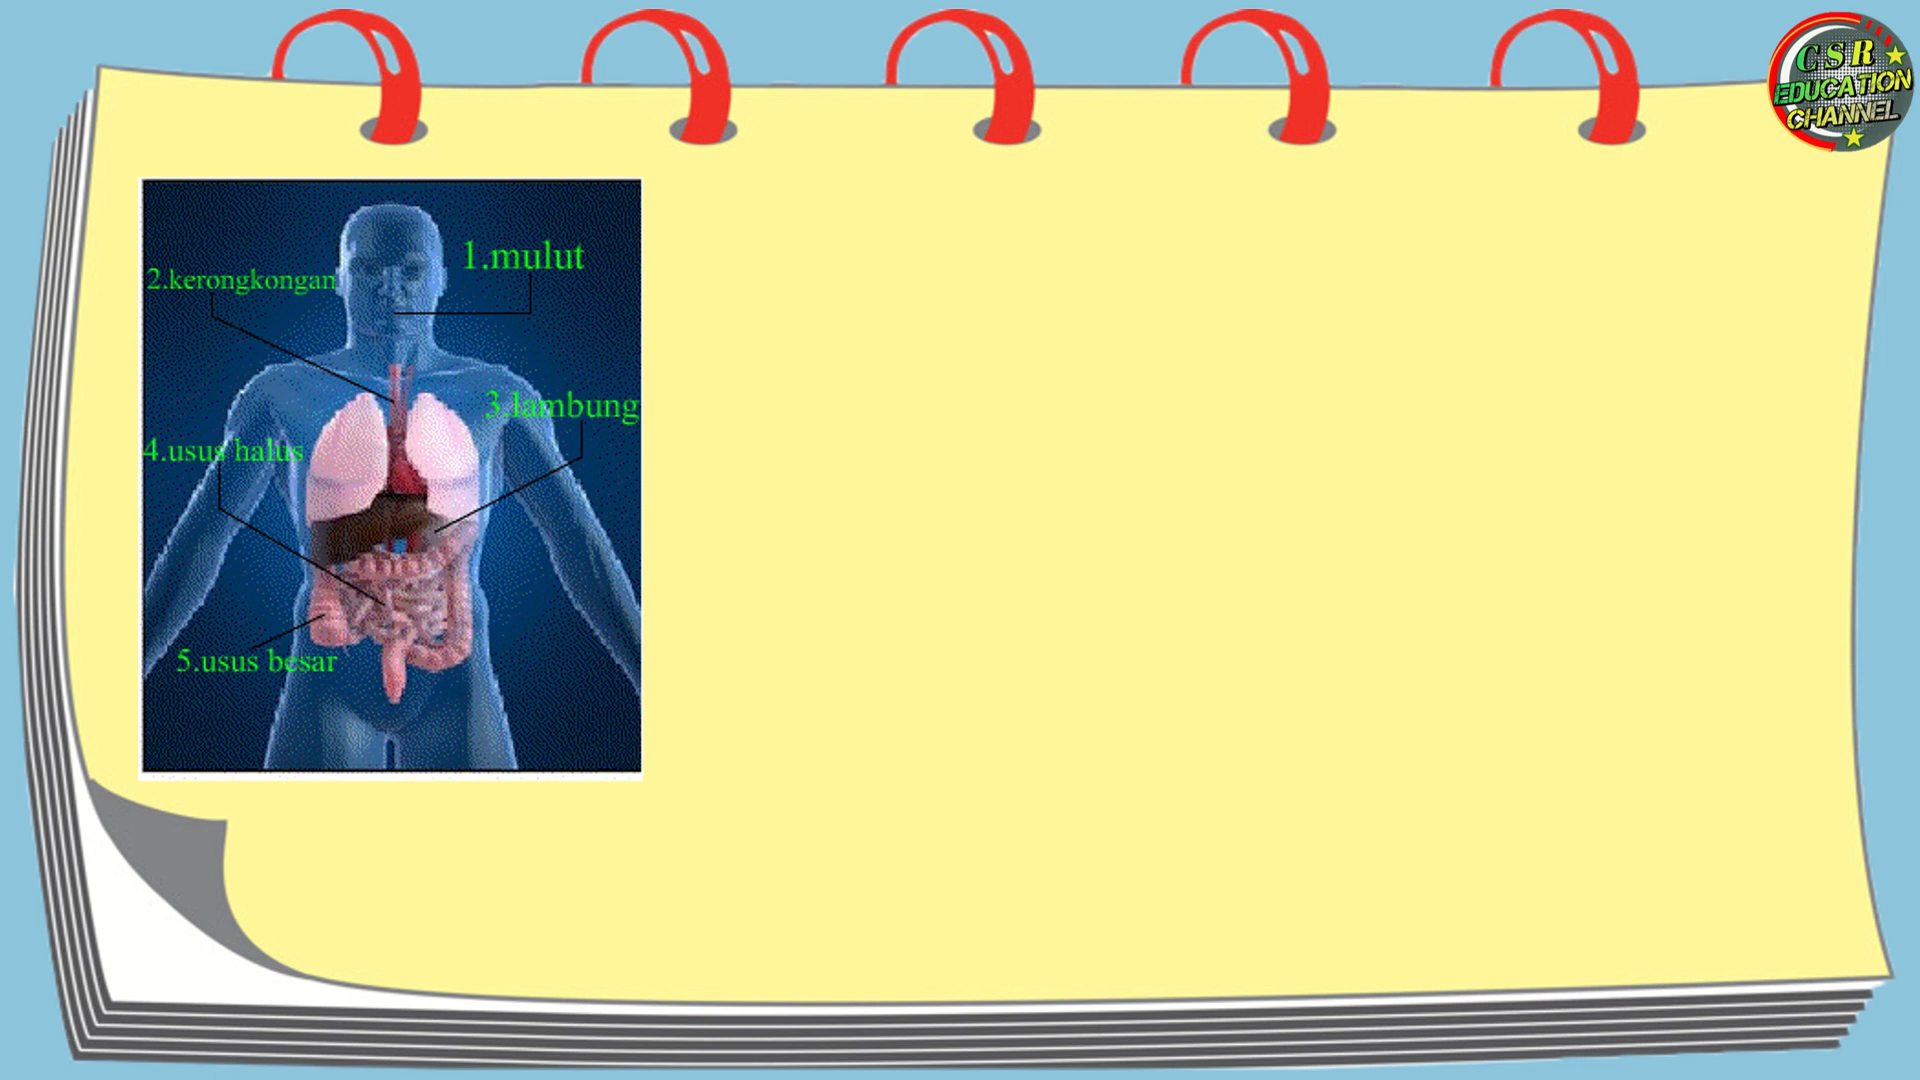 CSR
EDUCATION
CHANNEL
1.mulut
2.kerongkongan
3.lambung
4.usus halus
5.usus besar